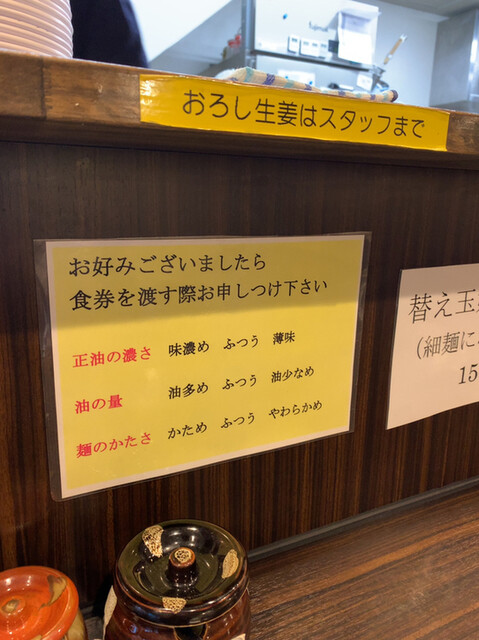 おろし生姜はスタッフまで
お好みございましたら
食券を渡す際お申しつけ下さい
正油の濃さ 味濃め ふつう 薄味
油の量 油多め ふつう 油少なめ
麺のかたさ かため ふつう やわらかめ
替え玉
(細麺に
15